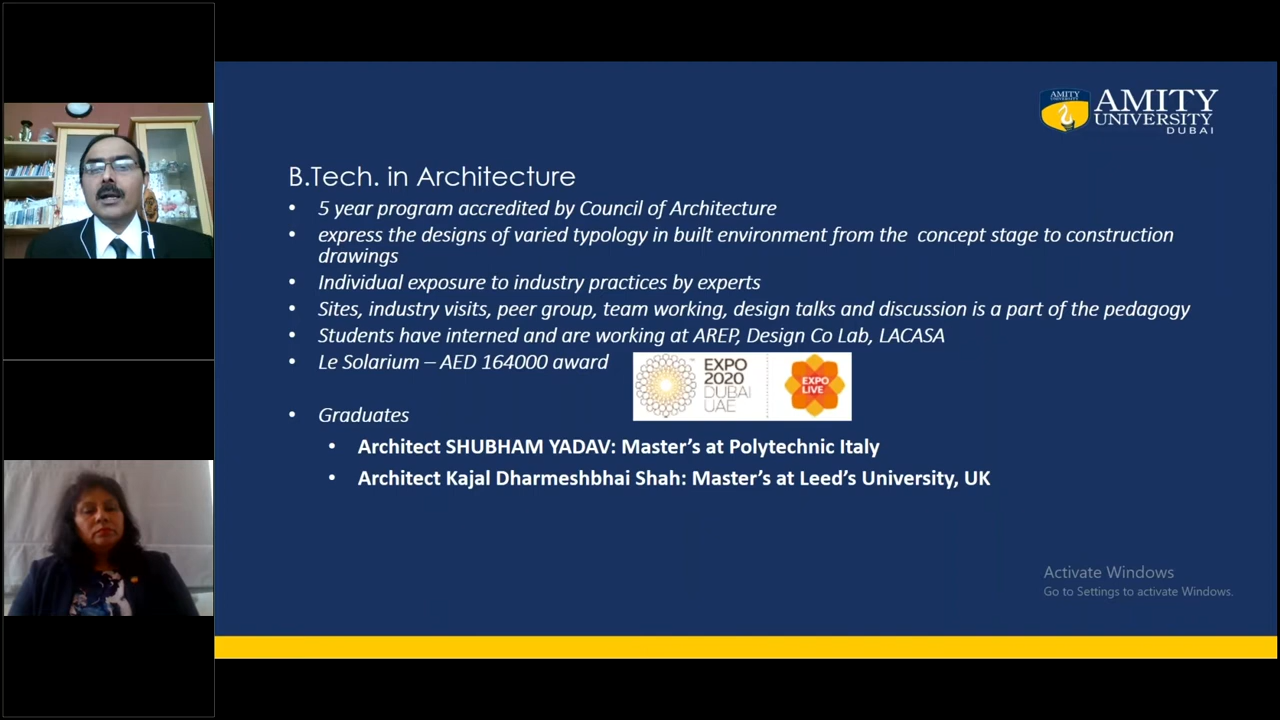 AMITY
UNIVERSITY
AMITY
UNIVERSITY
DUBAI
B.Tech. in Architecture
• 5 year program accredited by Council of Architecture
• express the designs of varied typology in built environment from the concept stage to construction
drawings
• Individual exposure to industry practices by experts
• Sites, industry visits, peer group, team working, design talks and discussion is a part of the pedagogy
• Students have interned and are working at AREP, Design Co Lab, LACASA
• Le Solarium – AED 164000 award
EXPO
2020
DUBAI
UAE
EXPO
LIVE
• Graduates
• Architect SHUBHAM YADAV: Master’s at Polytechnic Italy
• Architect Kajal Dharmeshbhai Shah: Master’s at Leed’s University, UK
Activate Windows
Go to Settings to activate Windows.